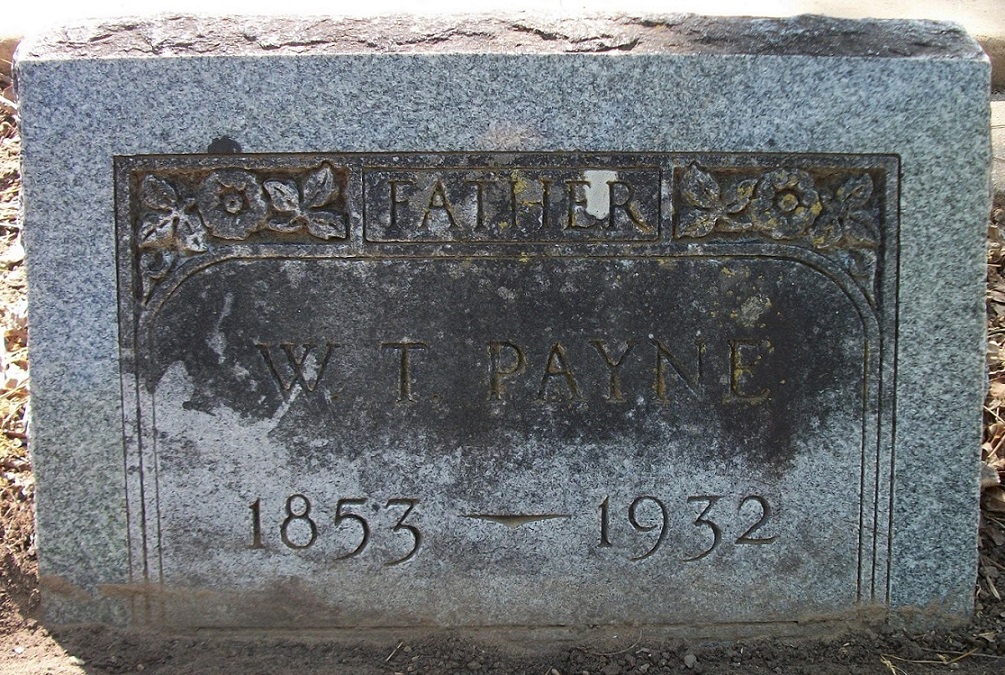 FATHER
W. T. PAYNE
1853 — 1932